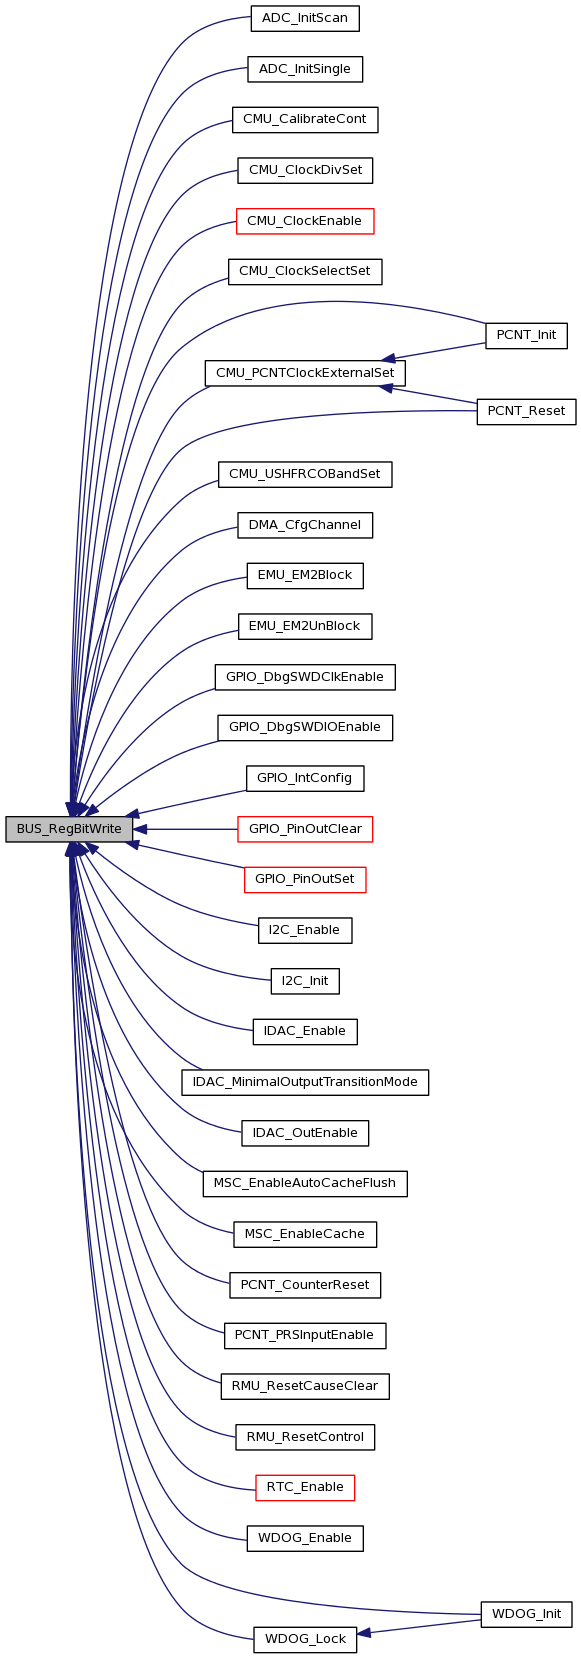 ADC_InitScan
ADC_InitSingle
CMU_CalibrateCont
CMU_ClockDivSet
CMU_ClockEnable
CMU_ClockSelectSet
PCNT_Init
CMU_PCNTClockExternalSet
PCNT_Reset
CMU_USHFRCOBandSet
DMA_CfgChannel
EMU_EM2Block
EMU_EM2UnBlock
GPIO_DbgSWDClkEnable
GPIO_DbgSWDIOEnable
GPIO_IntConfig
BUS_RegBitWrite
GPIO_PinOutClear
GPIO_PinOutSet
I2C_Enable
I2C_Init
IDAC_Enable
IDAC_MinimalOutputTransitionMode
IDAC_OutEnable
MSC_EnableAutoCacheFlush
MSC_EnableCache
PCNT_CounterReset
PCNT_PRSInputEnable
RMU_ResetCauseClear
RMU_ResetControl
RTC_Enable
WDOG_Enable
WDOG_Init
WDOG_Lock